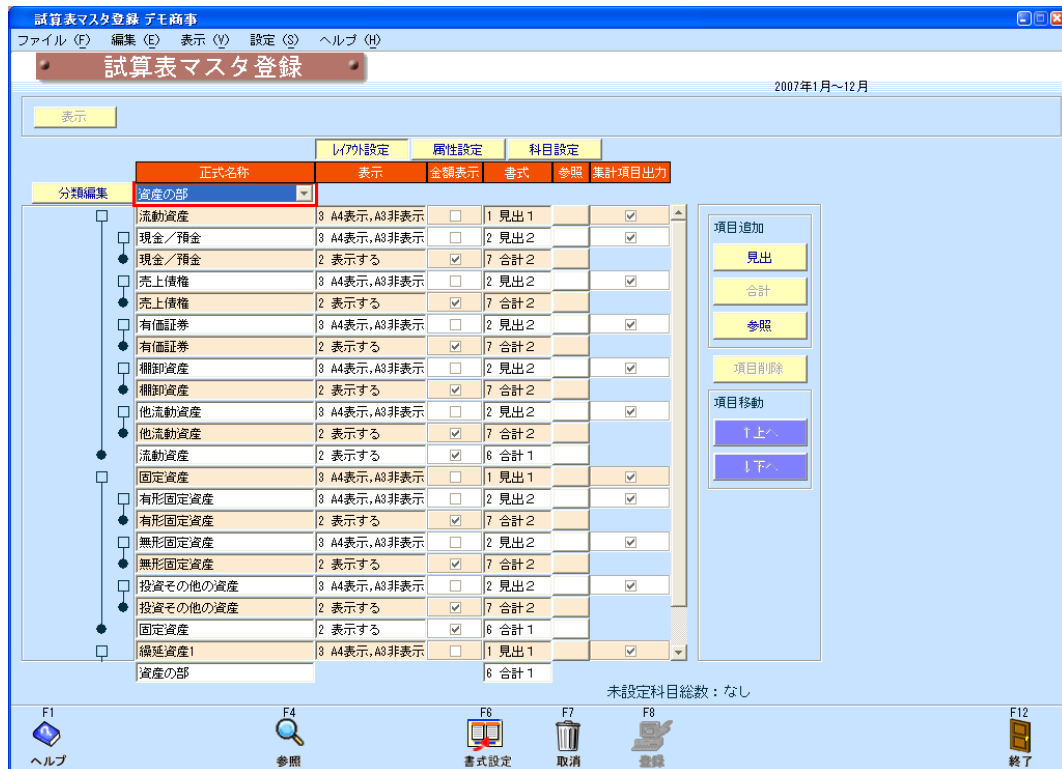 試算表マスタ登録 デモ商事
ファイル (F) 編集 (E) 表示 (V) 設定 (S) ヘルプ (H)
試算表マスタ登録
2007年1月～12月
表示
ﾚｲｱｳﾄ設定 属性設定 科目設定
正式名称 表示 金額表示 書式 参照 集計項目出力
分類編集 資産の部
流動資産 3 A4表示,A3非表示 1 見出1
現金／預金 3 A4表示,A3非表示 2 見出2
現金／預金 2 表示する 7 合計2
売上債権 3 A4表示,A3非表示 2 見出2
売上債権 2 表示する 7 合計2
有価証券 3 A4表示,A3非表示 2 見出2
有価証券 2 表示する 7 合計2
棚卸資産 3 A4表示,A3非表示 2 見出2
棚卸資産 2 表示する 7 合計2
他流動資産 3 A4表示,A3非表示 2 見出2
他流動資産 2 表示する 7 合計2
流動資産 2 表示する 6 合計1
固定資産 3 A4表示,A3非表示 1 見出1
有形固定資産 3 A4表示,A3非表示 2 見出2
有形固定資産 2 表示する 7 合計2
無形固定資産 3 A4表示,A3非表示 2 見出2
無形固定資産 2 表示する 7 合計2
投資その他の資産 3 A4表示,A3非表示 2 見出2
投資その他の資産 2 表示する 7 合計2
固定資産 2 表示する 6 合計1
繰延資産1 3 A4表示,A3非表示 1 見出1
資産の部 6 合計1
項目追加
見出
合計
参照
項目削除
項目移動
↑上へ
↓下へ
未設定科目総数：なし
F1 F4 F6 F7 F8 F12
ヘルプ 参照 書式設定 取消 登録 終了